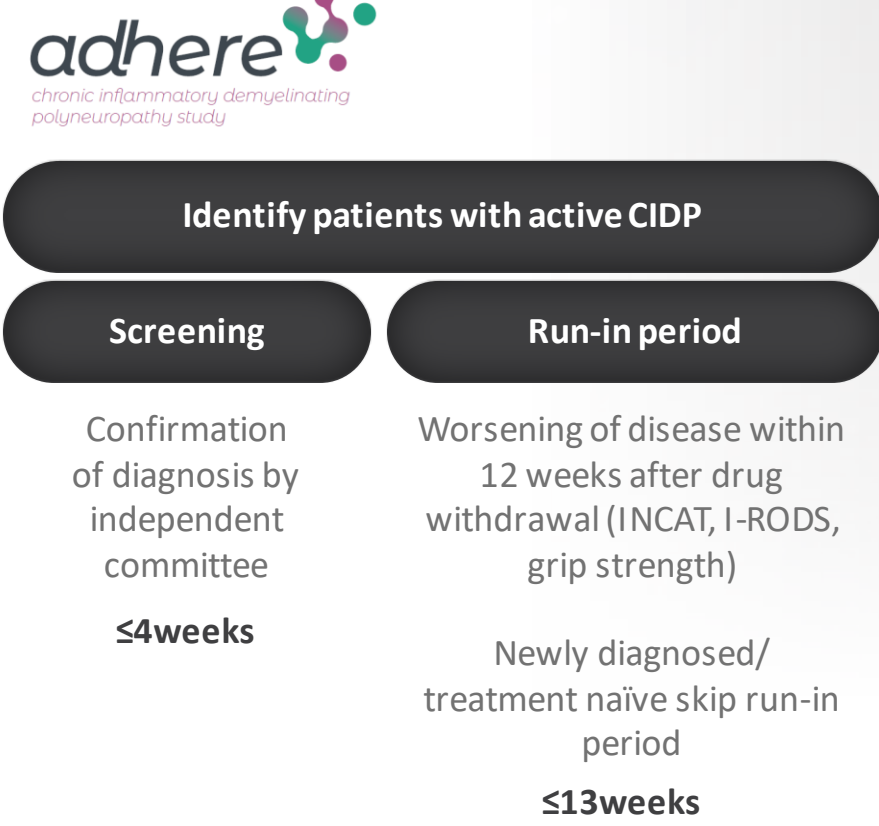 adhere
chronic inflammatory demyelinating
polyneuropathy study
Identify patients with active CIDP
Screening
Run-in period
Confirmation
of diagnosis by
independent
committee
≤4weeks
Worsening of disease within
12 weeks after drug
withdrawal (INCAT, I-RODS,
grip strength)
Newly diagnosed/
treatment naïve skip run-in
period
≤13weeks